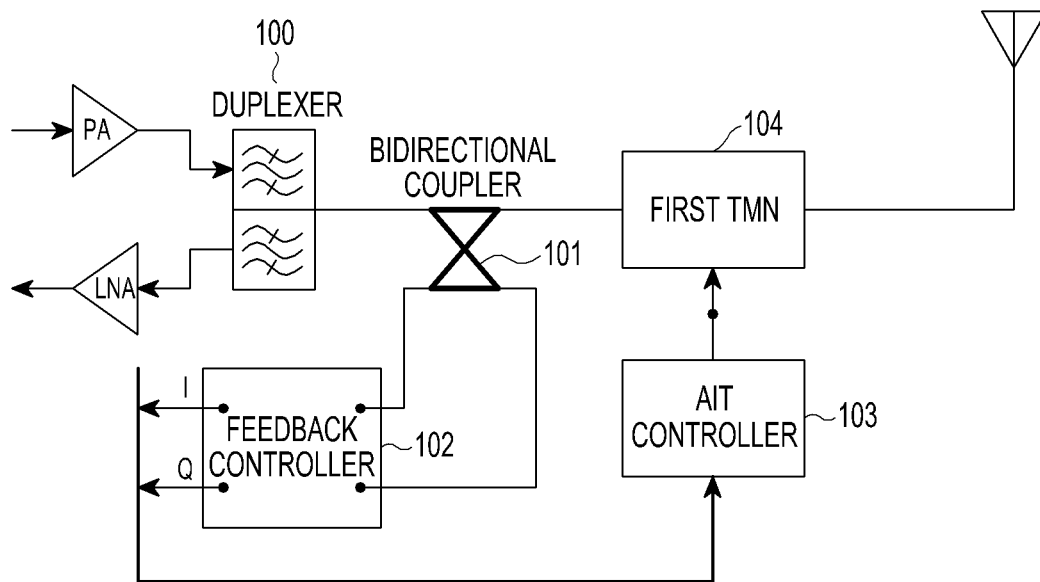 100
DUPLEXER
PA
LNA
BIDIRECTIONAL
COUPLER
101
104
FIRST TMN
I
Q
FEEDBACK
CONTROLLER
102
AIT
CONTROLLER
103